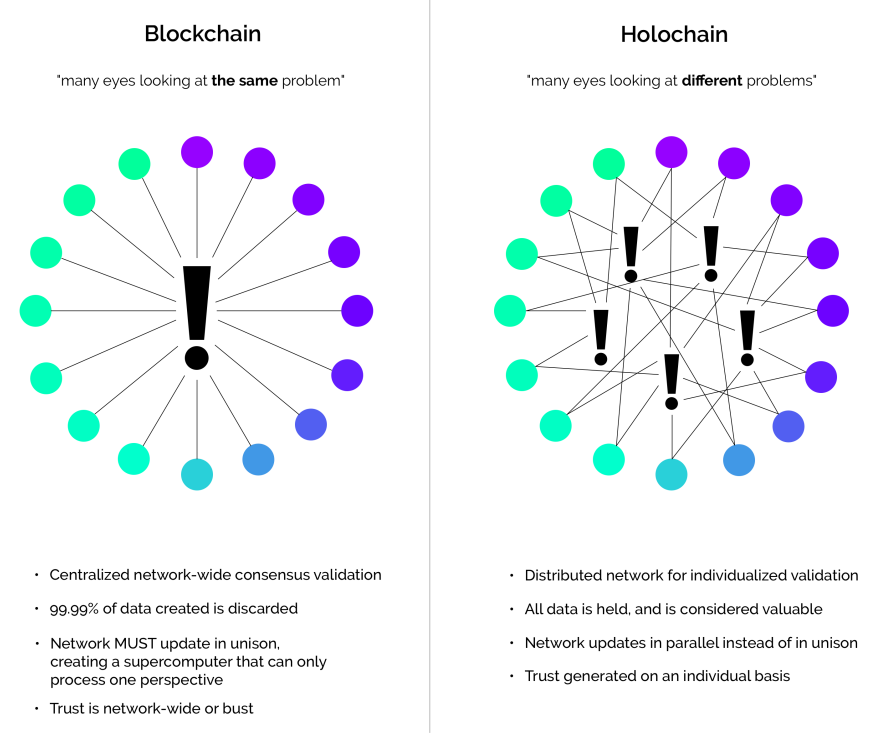 Blockchain
"many eyes looking at the same problem"
• Centralized network-wide consensus validation
• 99.99% of data created is discarded
• Network MUST update in unison,
creating a supercomputer that can only
process one perspective
• Trust is network-wide or bust
Holochain
"many eyes looking at different problems"
• Distributed network for individualized validation
• All data is held, and is considered valuable
• Network updates in parallel instead of in unison
• Trust generated on an individual basis